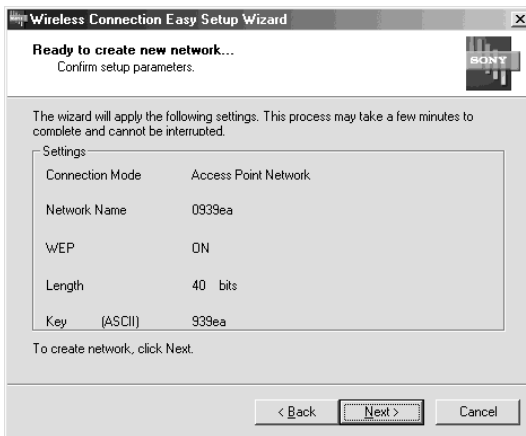 Wireless Connection Easy Setup Wizard
Ready to create new network...
Confirm setup parameters.
SONY
The wizard will apply the following settings. This process may take a few minutes to
complete and cannot be interrupted.
Settings
Connection Mode Access Point Network
Network Name 0939ea
WEP ON
Length 40 bits
Key (ASCII) 939ea
To create network, click Next.
< Back Next > Cancel